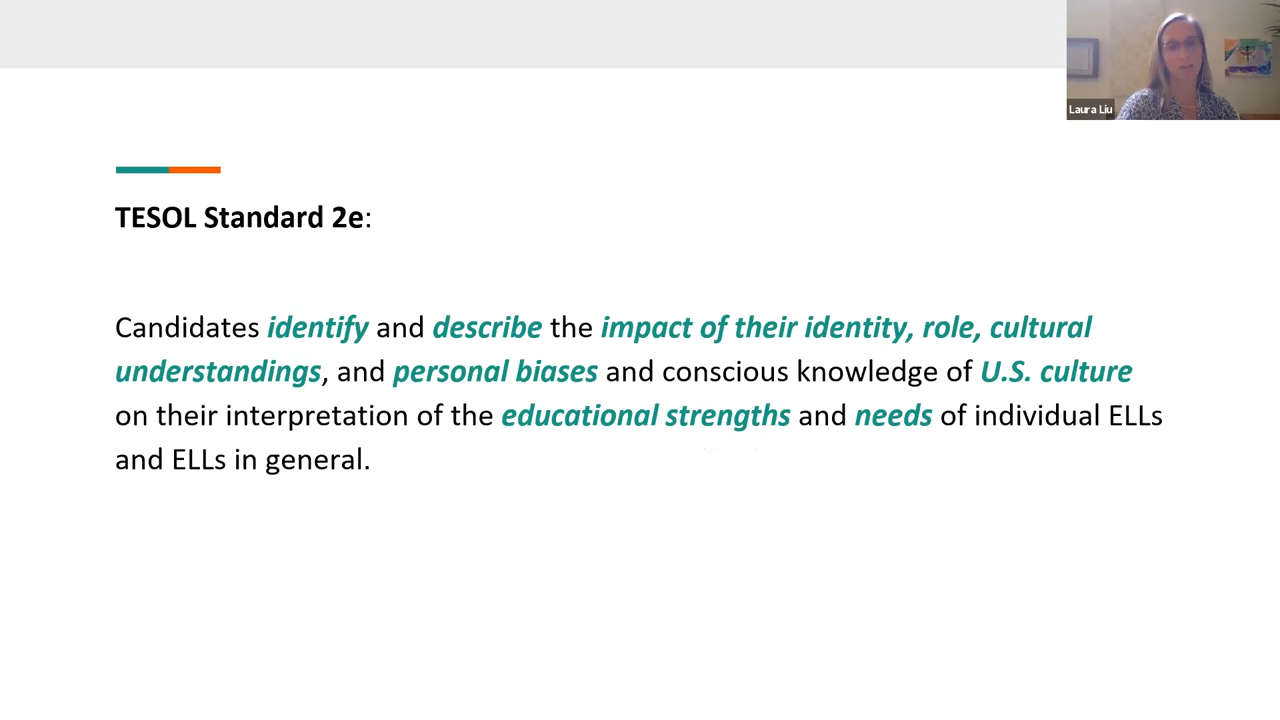 Laura Liu
TESOL Standard 2e:
Candidates identify and describe the impact of their identity, role, cultural
understandings, and personal biases and conscious knowledge of U.S. culture
on their interpretation of the educational strengths and needs of individual ELLs
and ELLs in general.